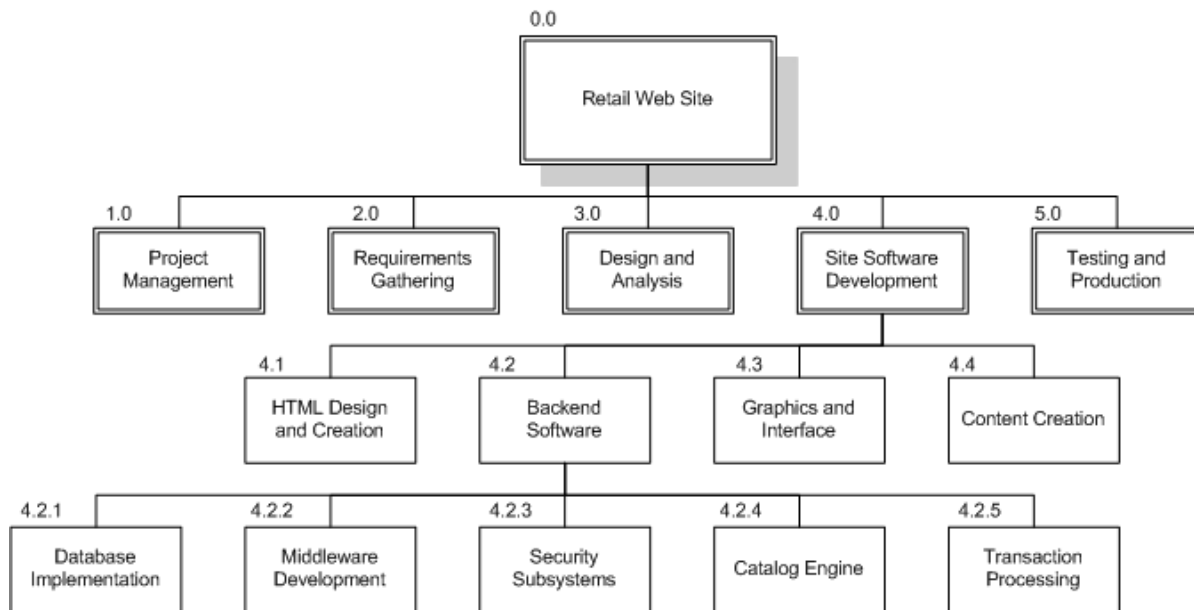 0.0
Retail Web Site
1.0
2.0
3.0
4.0
5.0
Project
Management
Requirements
Gathering
Design and
Analysis
Site Software
Development
Testing and
Production
4.1
4.2
4.3
4.4
HTML Design
and Creation
Backend
Software
Graphics and
Interface
Content Creation
4.2.1
4.2.2
4.2.3
4.2.4
4.2.5
Database
Implementation
Middleware
Development
Security
Subsystems
Catalog Engine
Transaction
Processing